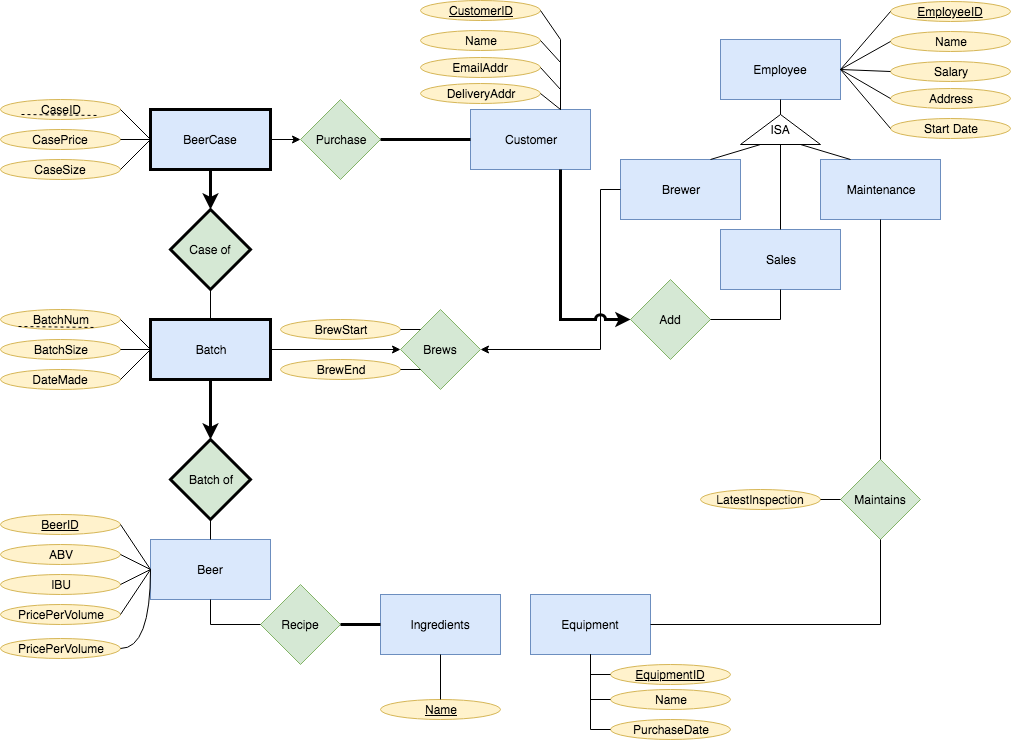 CustomerID
Name
EmailAddr
DeliveryAddr
EmployeeID
Name
Salary
Address
Start Date
Employee
ISA
CaseID
CasePrice
CaseSize
BeerCase
Purchase
Customer
Brewer
Maintenance
Sales
Case of
BatchNum
BatchSize
DateMade
Batch
BrewStart
BrewEnd
Brews
Add
Batch of
LatestInspection
Maintains
BeerID
ABV
IBU
PricePerVolume
PricePerVolume
Beer
Recipe
Ingredients
Equipment
Name
EquipmentID
Name
PurchaseDate